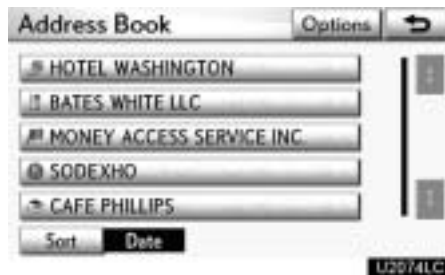 Address Book Options
HOTEL WASHINGTON
BATES WHITE LLC
MONEY ACCESS SERVICE INC.
SODEXHO
CAFE PHILLIPS
Sort Date
U2074LC